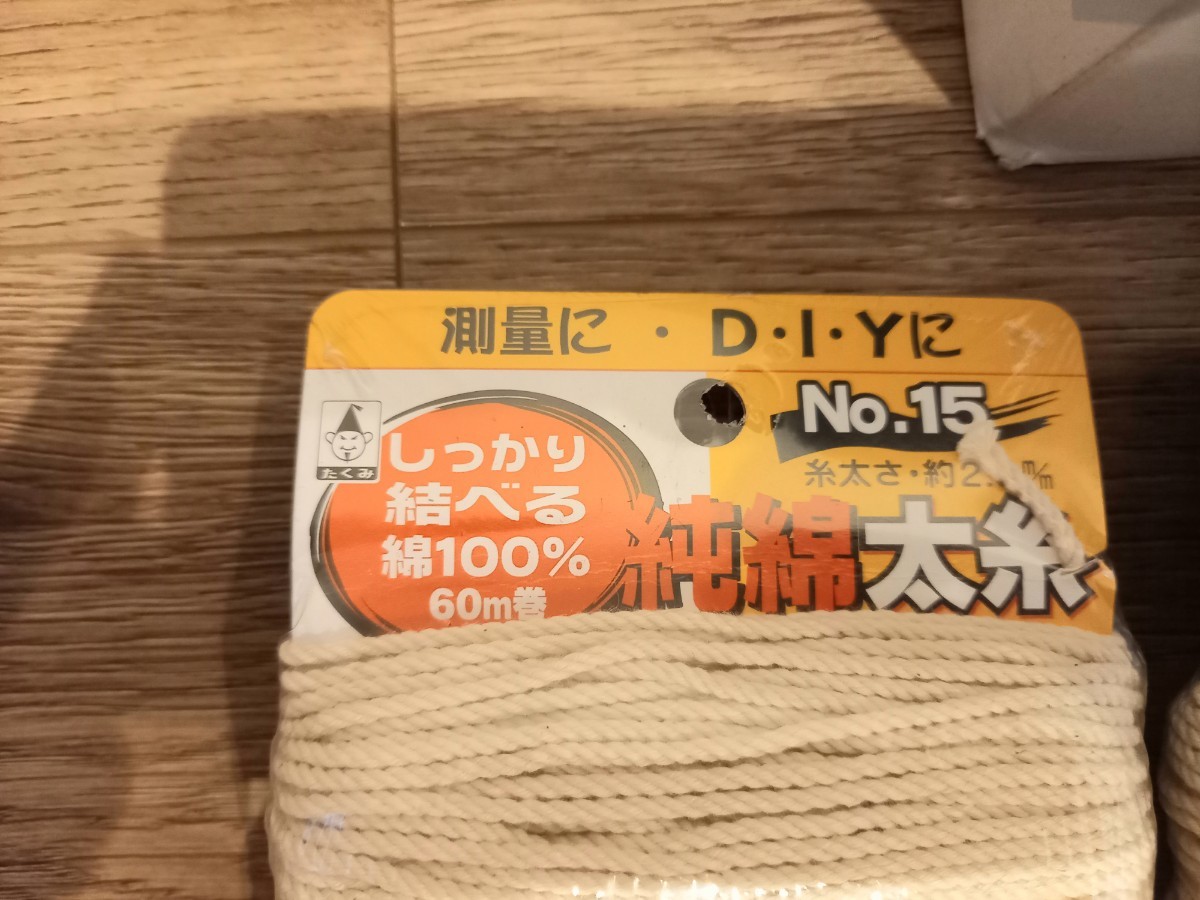 測量に・D・I・Yに
No.15
たくみ
しっかり
結べる
綿100%
60m巻
糸太さ・約2.
純綿太糸